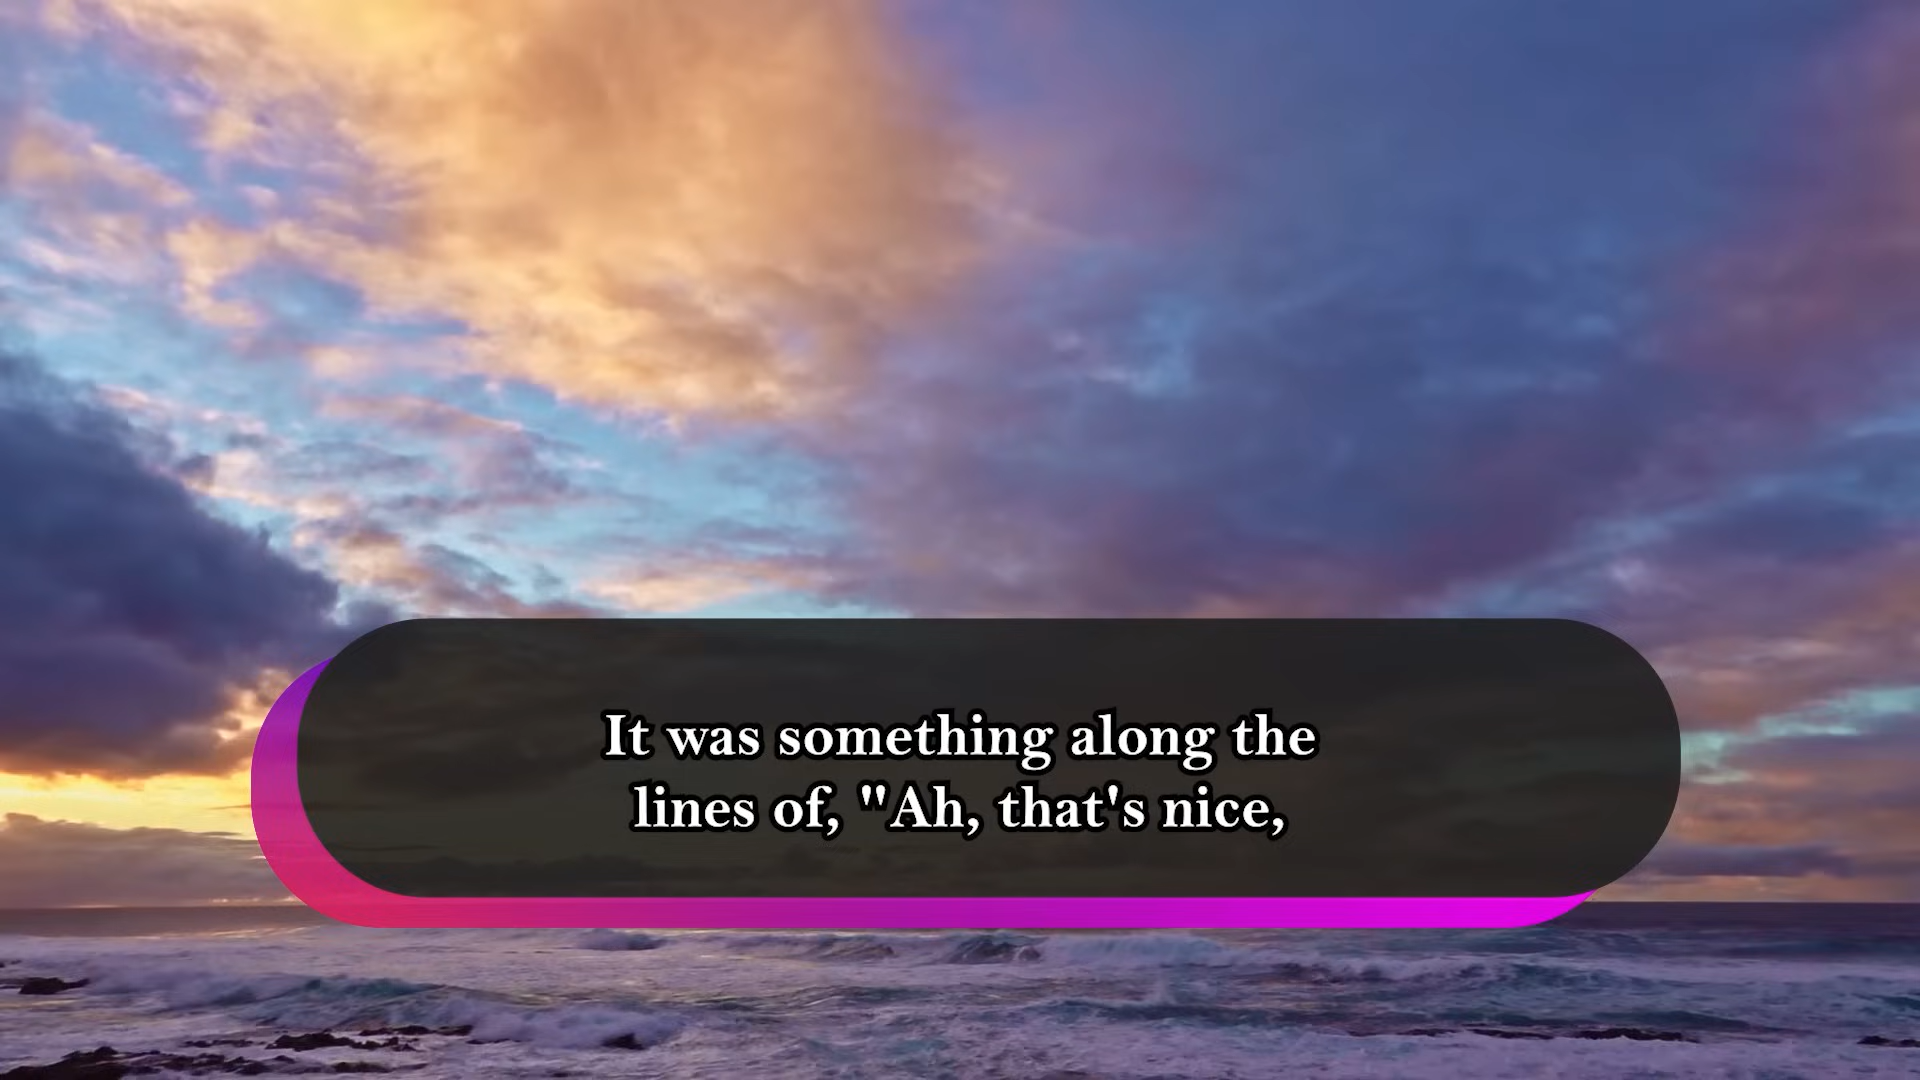 It was something along the
lines of, "Ah, that's nice,